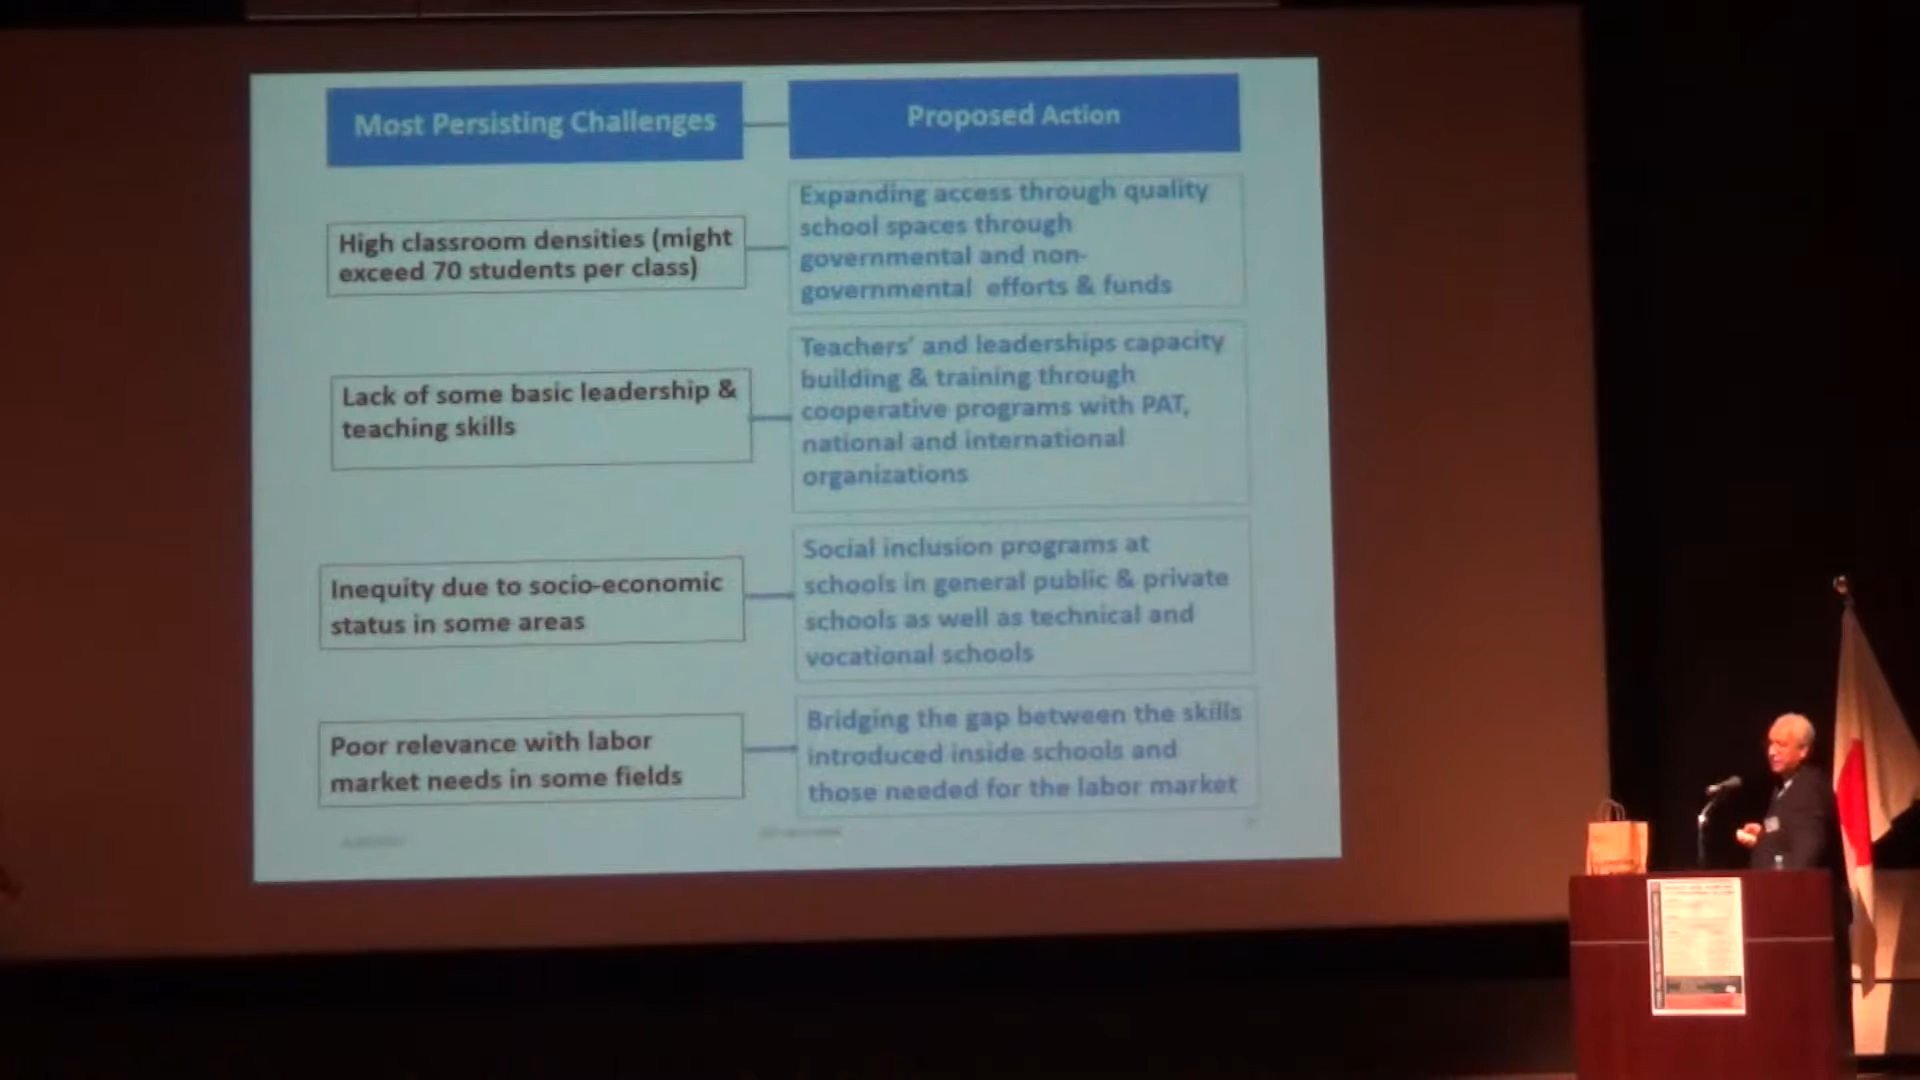 Most Persisting Challenges
Proposed Action
High classroom densities (might
exceed 70 students per class)
Expanding access through quality
school spaces through
governmental and non-
governmental efforts & funds
Lack of some basic leadership &
teaching skills
Teachers' and leaderships capacity
building & training through
cooperative programs with PAT,
national and international
organizations
Inequity due to socio-economic
status in some areas
Social inclusion programs at
schools in general public & private
schools as well as technical and
vocational schools
Poor relevance with labor
market needs in some fields
Bridging the gap between the skills
introduced inside schools and
those needed for the labor market